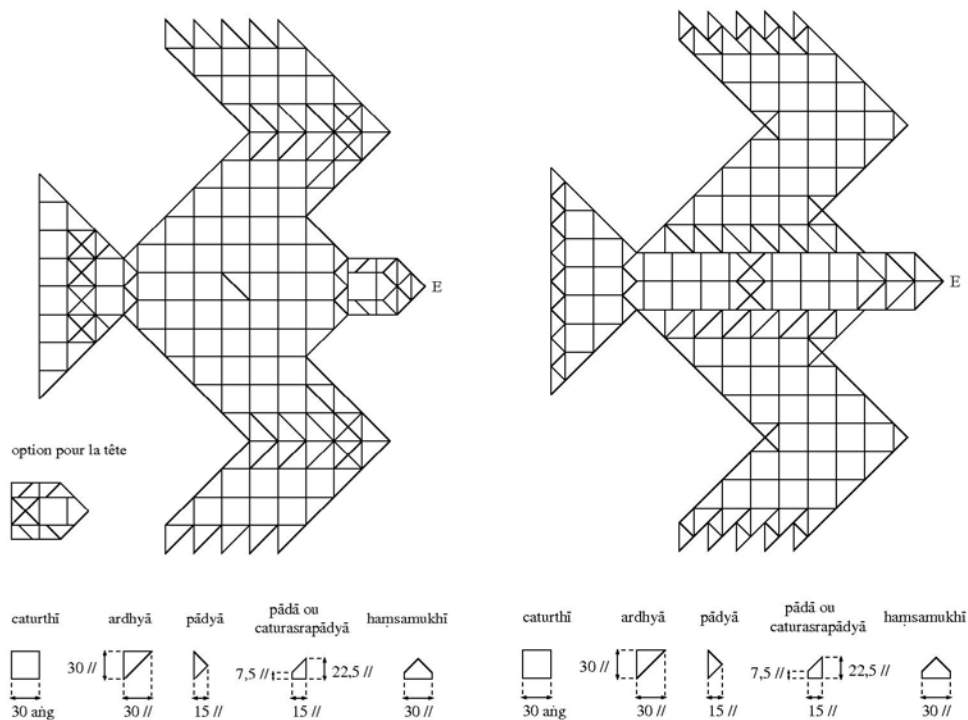 E
E
option pour la tête
caturthī ardhyā pādyā pādā ou caturasrapādyā haṃsamukhī
30 // 7,5 // 22,5 //
30 aṅg 30 // 15 // 15 // 30 //
caturthī ardhyā pādyā pādā ou caturasrapādyā haṃsamukhī
30 // 7,5 // 22,5 //
30 aṅg 30 // 15 // 15 // 30 //